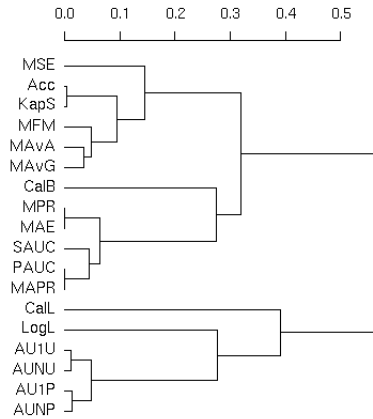 0.0 0.1 0.2 0.3 0.4 0.5
MSE
Acc
KapS
MFM
MAvA
MAvG
CalB
MPR
MAE
SAUC
PAUC
MAPR
CalL
LogL
AU1U
AUNU
AU1P
AUNP